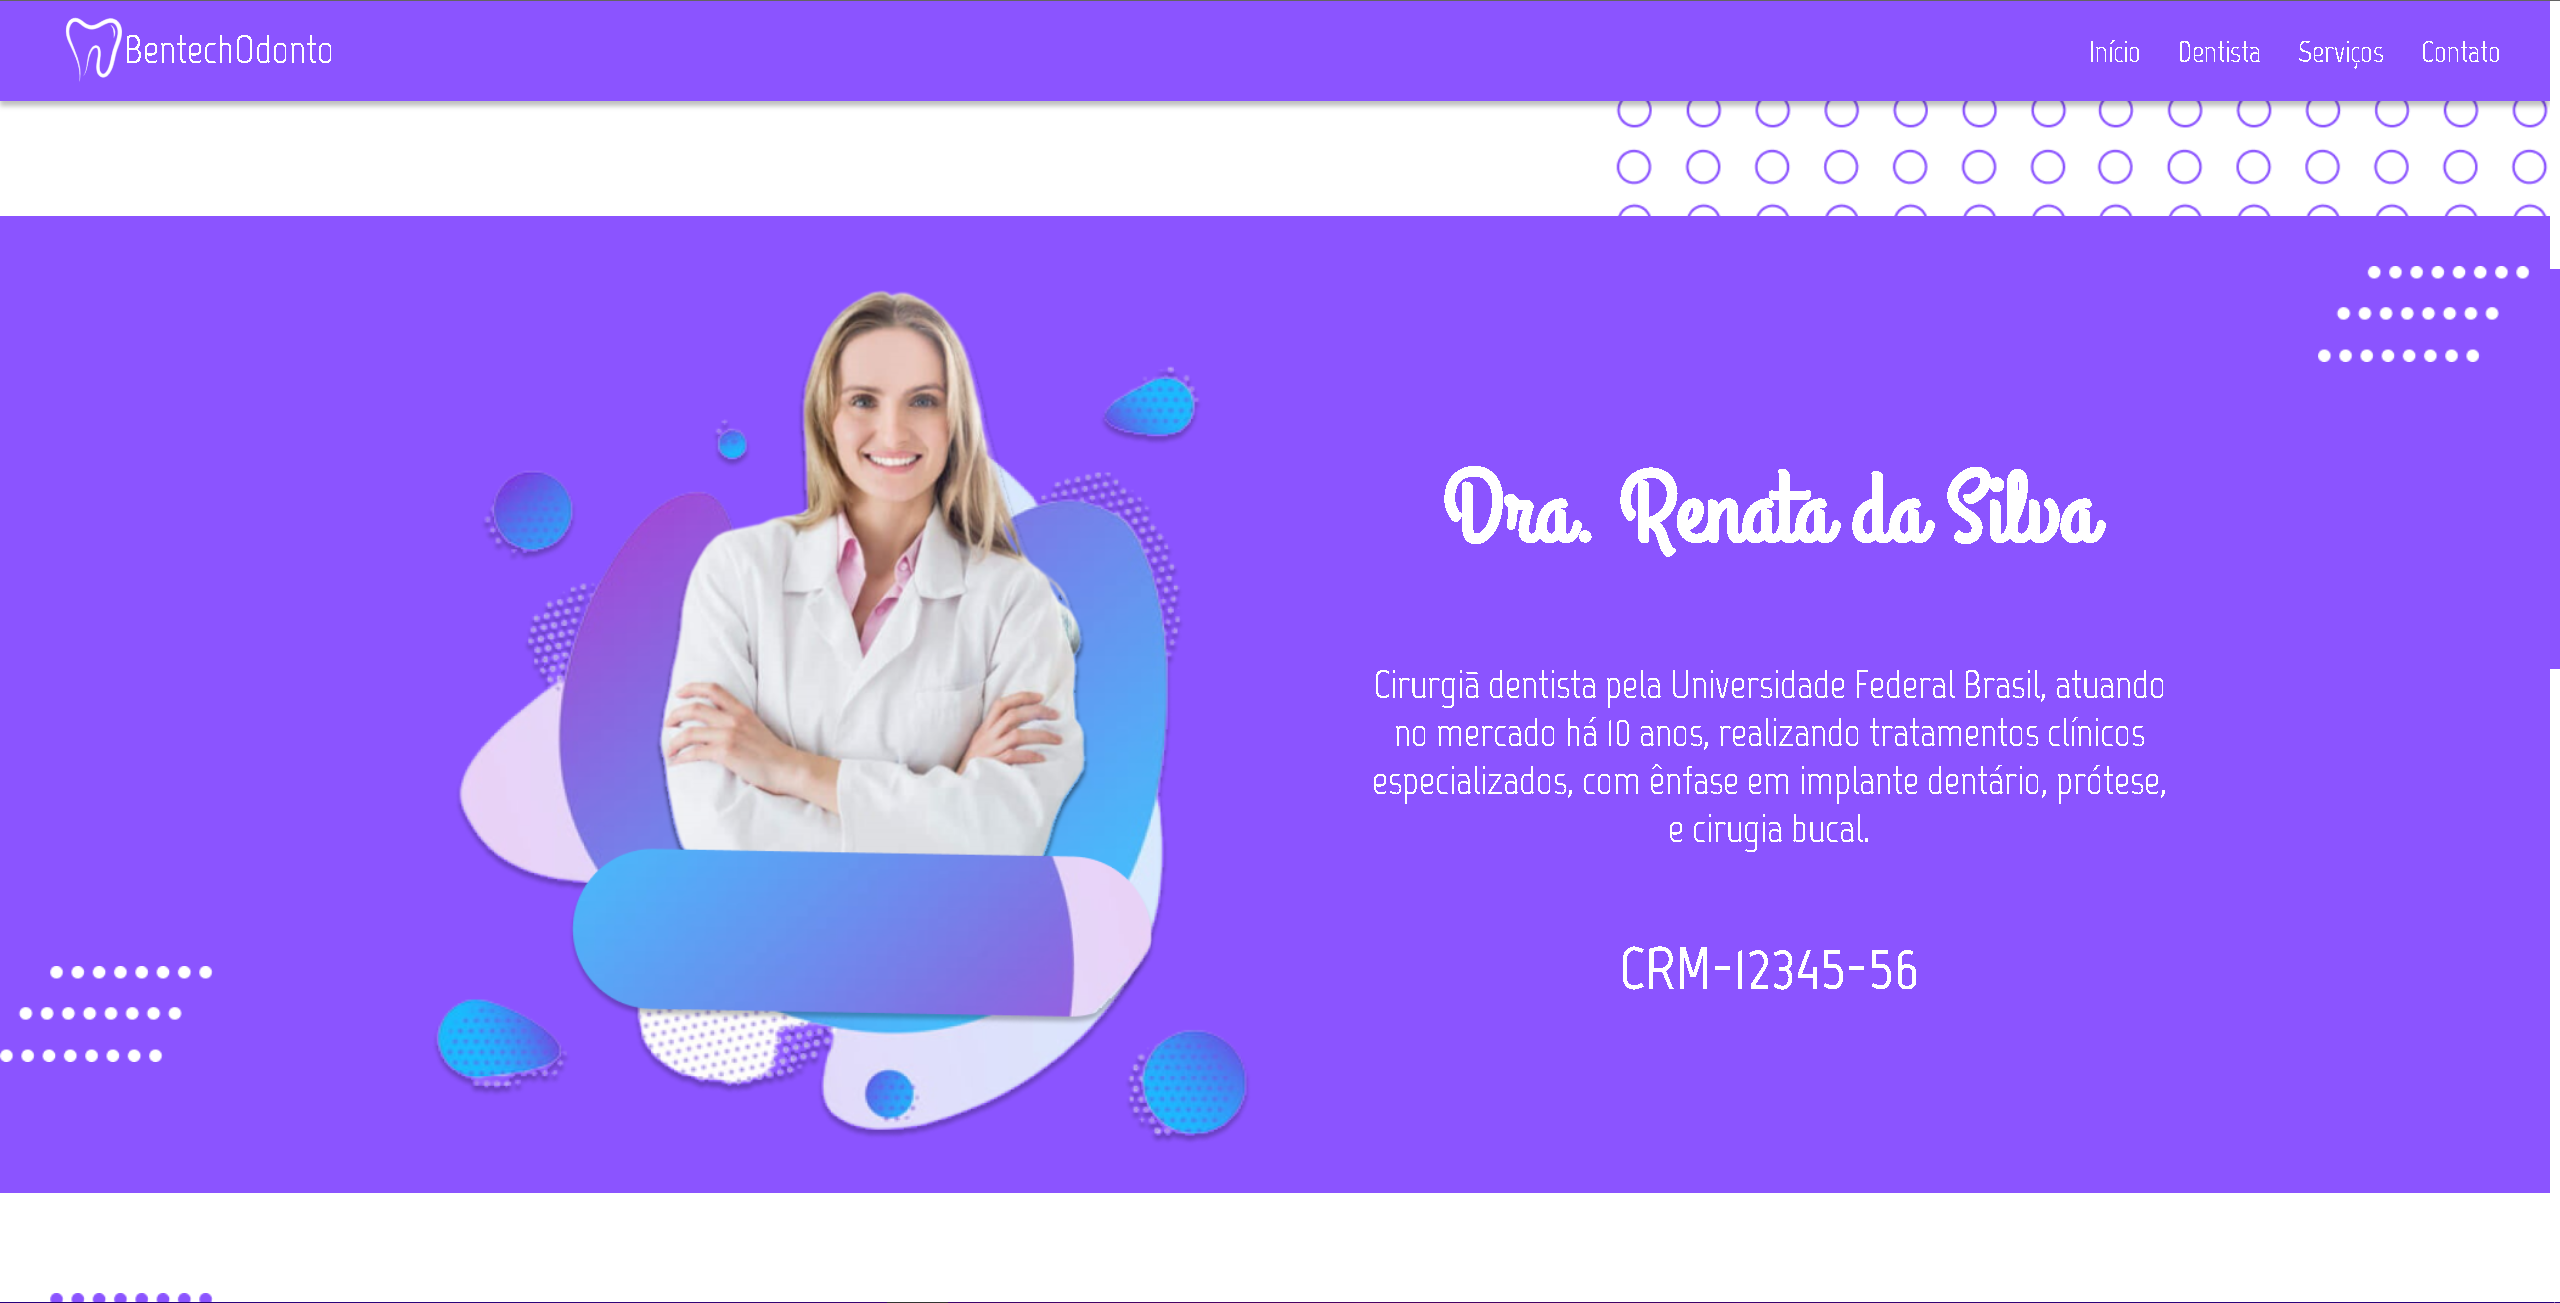 BentechOdonto
Início Dentista Serviços Contato
Dra. Renata da Silva
Cirurgiã dentista pela Universidade Federal Brasil, atuando
no mercado há 10 anos, realizando tratamentos clínicos
especializados, com ênfase em implante dentário, prótese,
e cirugia bucal.
CRM-12345-56